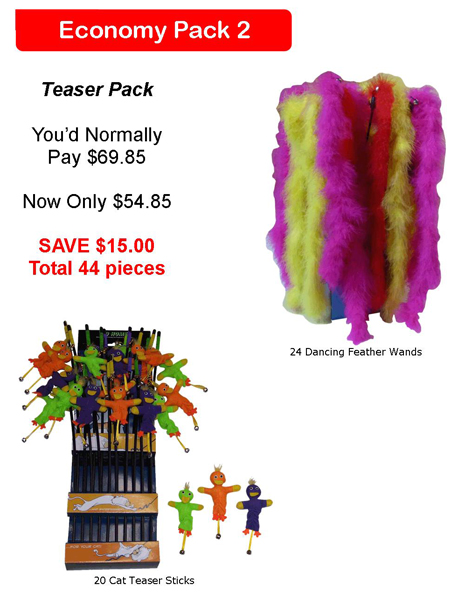 Economy Pack 2
Teaser Pack
You'd Normally
Pay $69.85
Now Only $54.85
SAVE $15.00
Total 44 pieces
24 Dancing Feather Wands
20 Cat Teaser Sticks